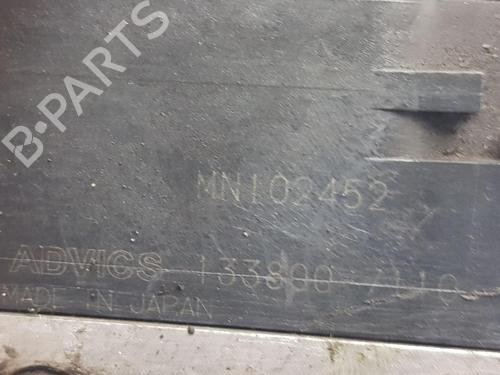 B-PARTS
MN102452
ADVICS 133800-7110
MADE IN JAPAN